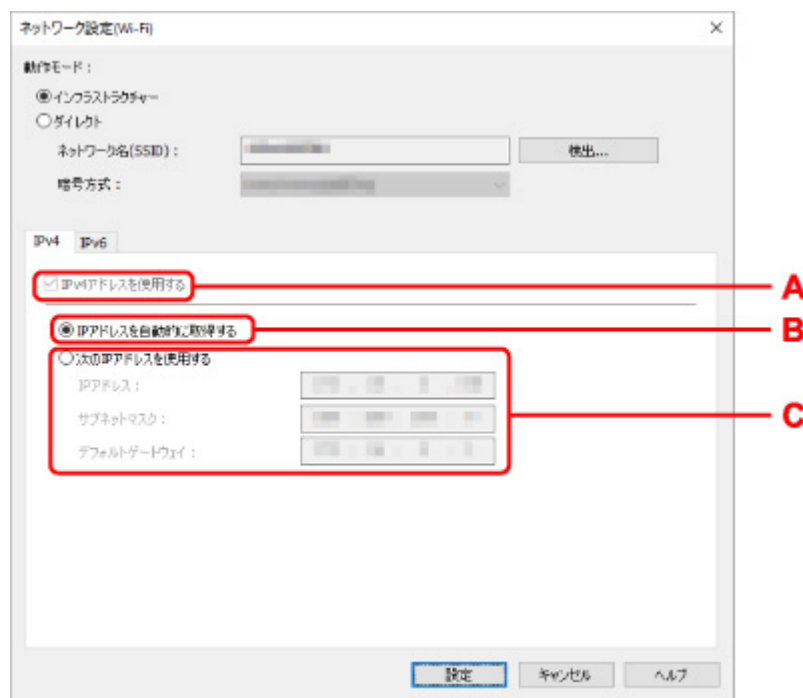 ネットワーク設定(Wi-Fi)
動作モード：
インフラストラクチャー
ダイレクト
ネットワーク名(SSID)：
検出...
暗号方式：
IPv4 IPv6
IPv4アドレスを使用する
A
IPアドレスを自動的に取得する
B
次のIPアドレスを使用する
IPアドレス：
サブネットマスク：
C
デフォルトゲートウェイ：
設定 キャンセル ヘルプ